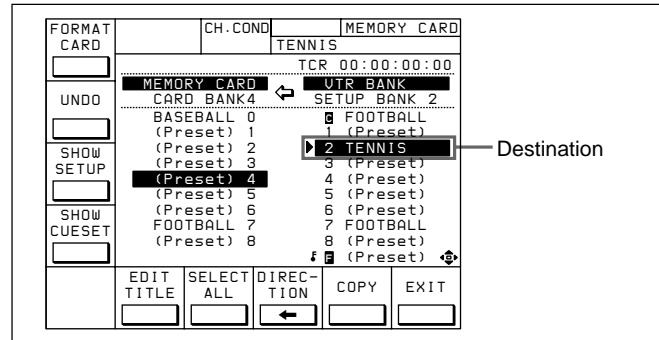 FORMAT CARD
CH.COND
MEMORY CARD
TENNIS
TCR 00:00:00:00
MEMORY CARD
VTR BANK
CARD BANK4
SETUP BANK 2
UNDO
BASEBALL 0
C FOOTBALL
(Preset) 1
1 (Preset)
(Preset) 2
2 TENNIS
Destination
(Preset) 3
3 (Preset)
SHOW SETUP
(Preset) 4
4 (Preset)
(Preset) 5
5 (Preset)
(Preset) 6
6 (Preset)
SHOW CUESET
FOOTBALL 7
7 FOOTBALL
(Preset) 8
8 (Preset)
F (Preset)
EDIT TITLE
SELECT ALL
DIREC-
TION
COPY
EXIT